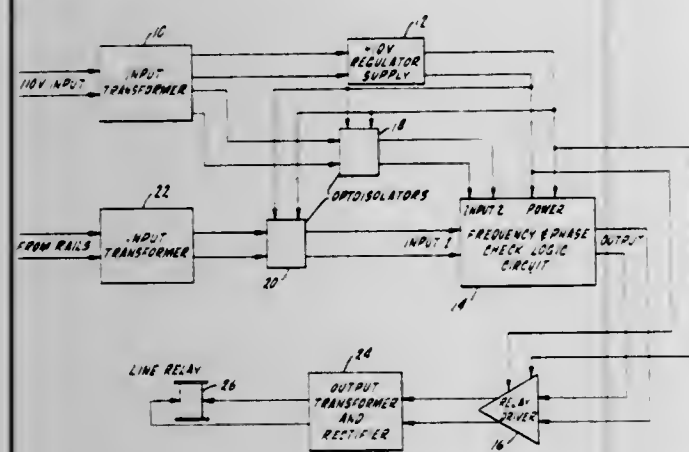 10
12
110V INPUT
INPUT
TRANSFORMER
+10V
REGULATOR
SUPPLY
18
OPTOISOLATORS
22
FROM RAILS
INPUT
TRANSFORMER
20
INPUT 1
INPUT 2 POWER
FREQUENCY & PHASE
CHECK LOGIC
CIRCUIT
OUTPUT
14
LINE RELAY
26
24
OUTPUT
TRANSFORMER
AND
RECTIFIER
RELAY
DRIVER
16